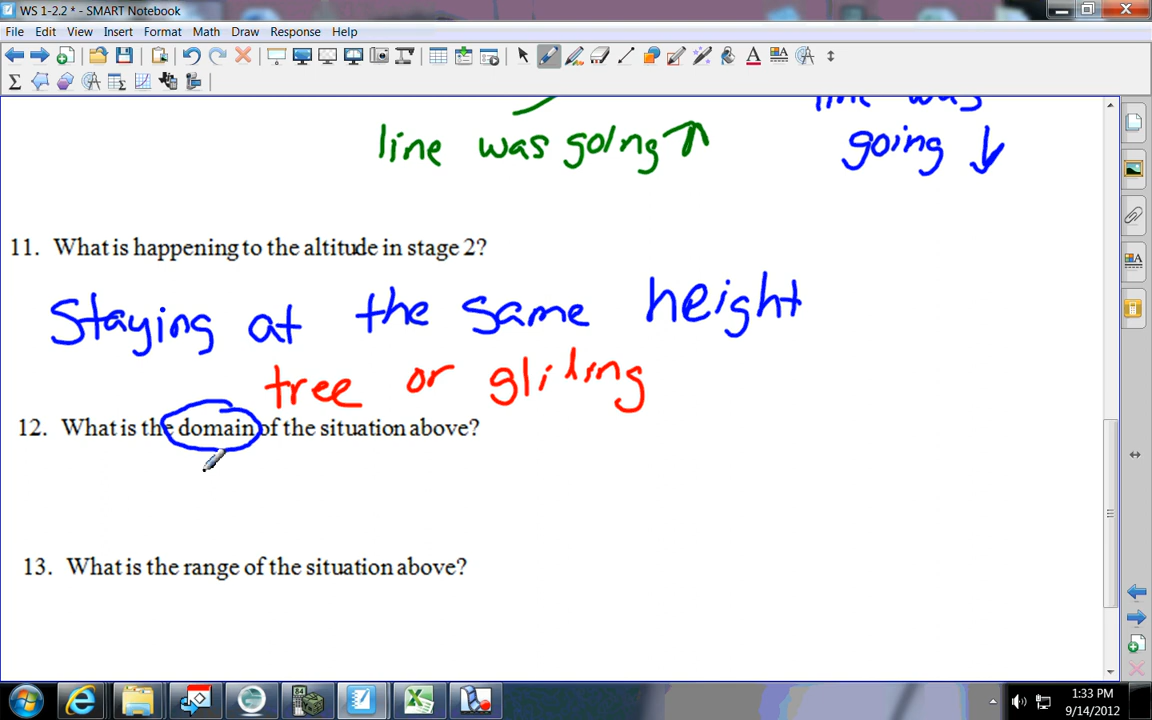 WS 1-2.2 * - SMART Notebook
File Edit View Insert Format Math Draw Response Help
line was
line was going ↑
going ↓
11. What is happening to the altitude in stage 2?
Staying at the same height
tree or gliding
12. What is the domain of the situation above?
13. What is the range of the situation above?
1:33 PM
9/14/2012